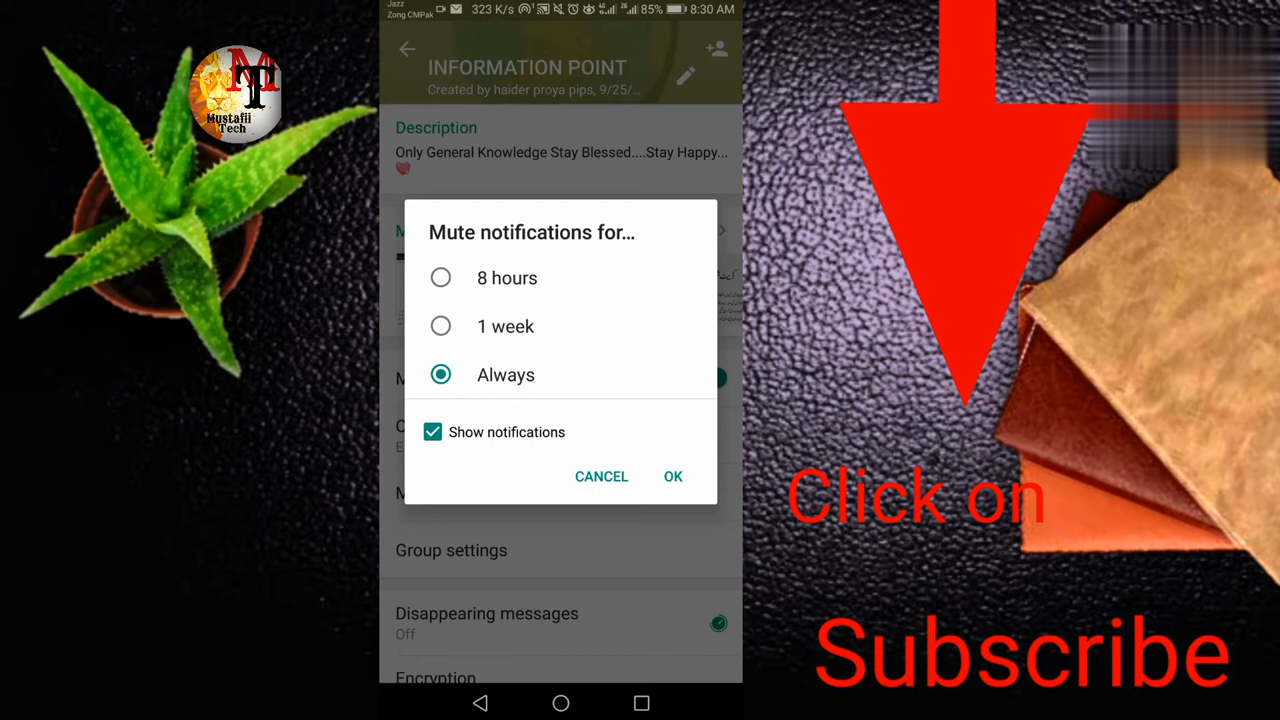 Jazz
Zong CMPak
323 K/s
85%
8:30 AM
MT
Mustafii
Tech
INFORMATION POINT
Created by haider proya pips, 9/25/...
Description
Only General Knowledge Stay Blessed....Stay Happy...
Mute notifications for...
8 hours
1 week
Always
Show notifications
CANCEL
OK
Group settings
Disappearing messages
Off
Encryption
Click on
Subscribe